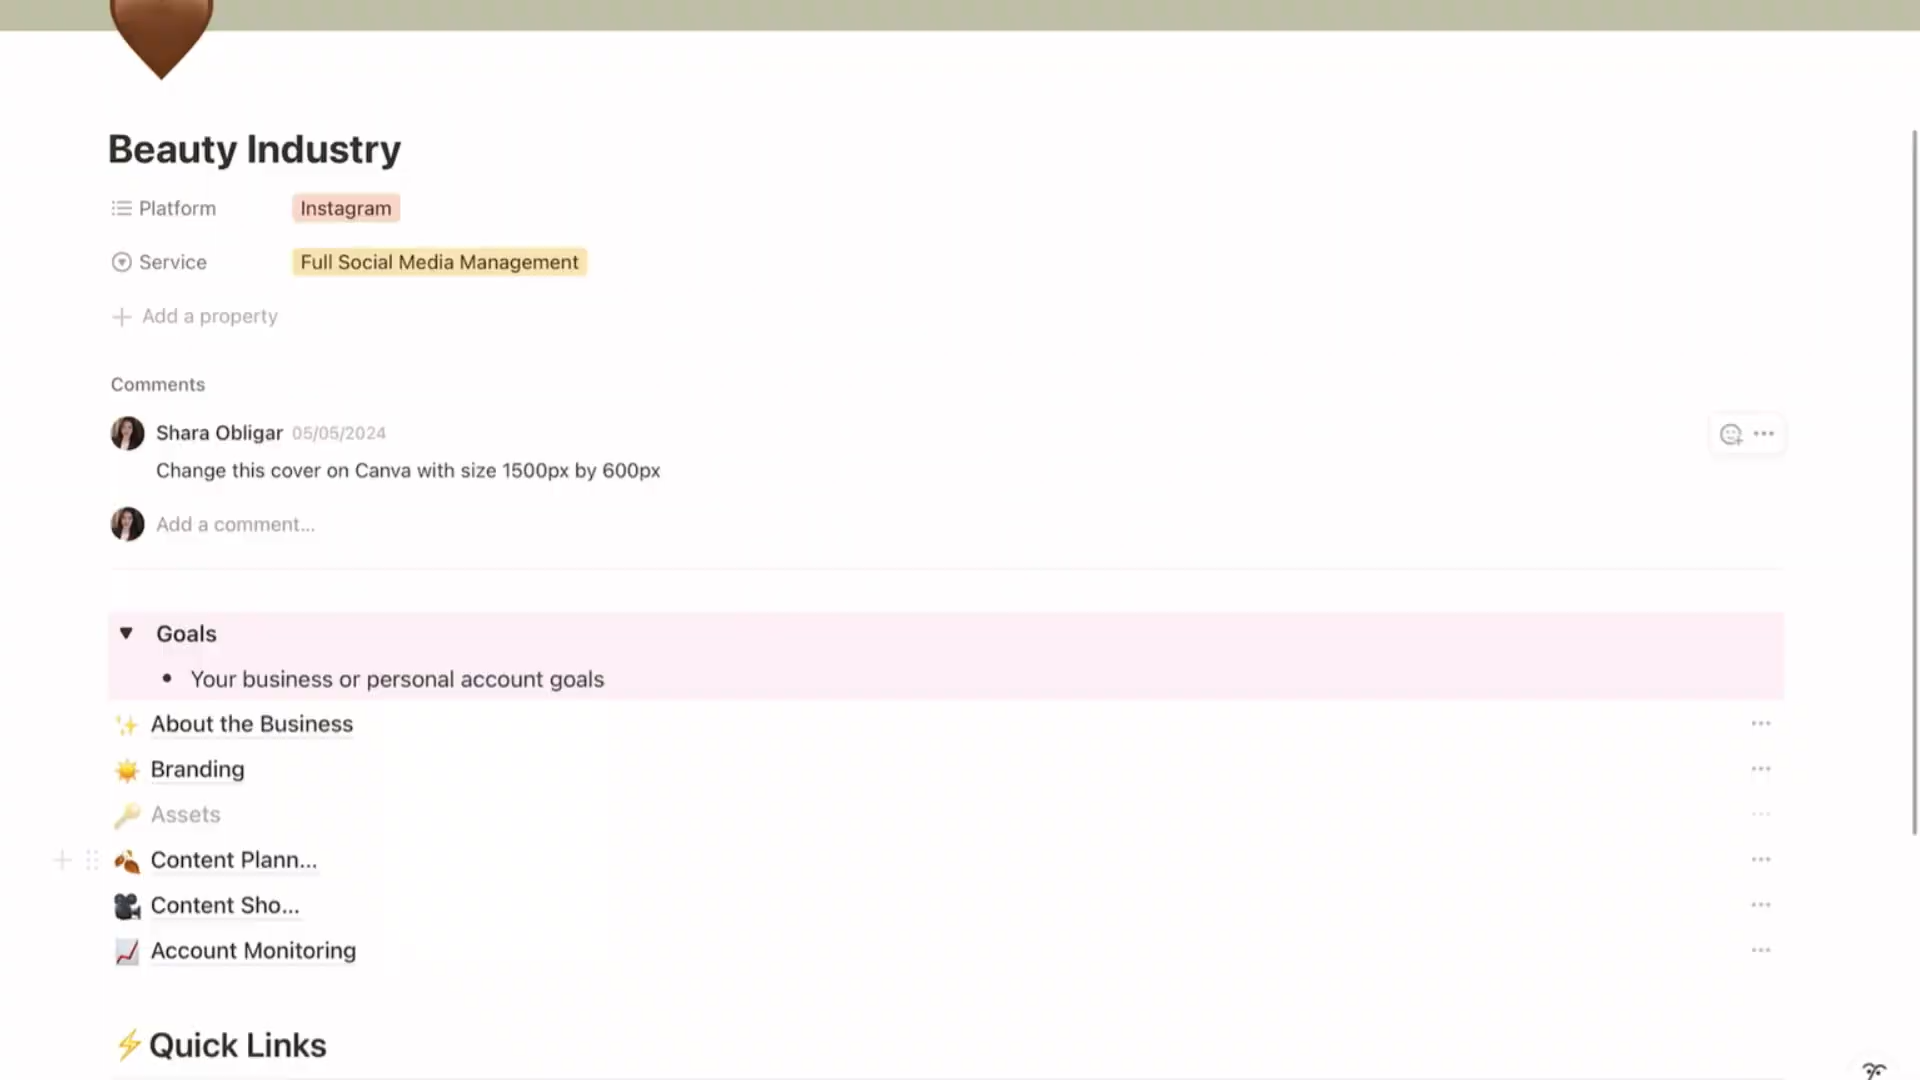 Beauty Industry
Platform Instagram
Service Full Social Media Management
Add a property
Comments
Shara Obligar 05/05/2024
Change this cover on Canva with size 1500px by 600px
Add a comment...
Goals
• Your business or personal account goals
About the Business
Branding
Assets
Content Plann...
Content Sho...
Account Monitoring
Quick Links